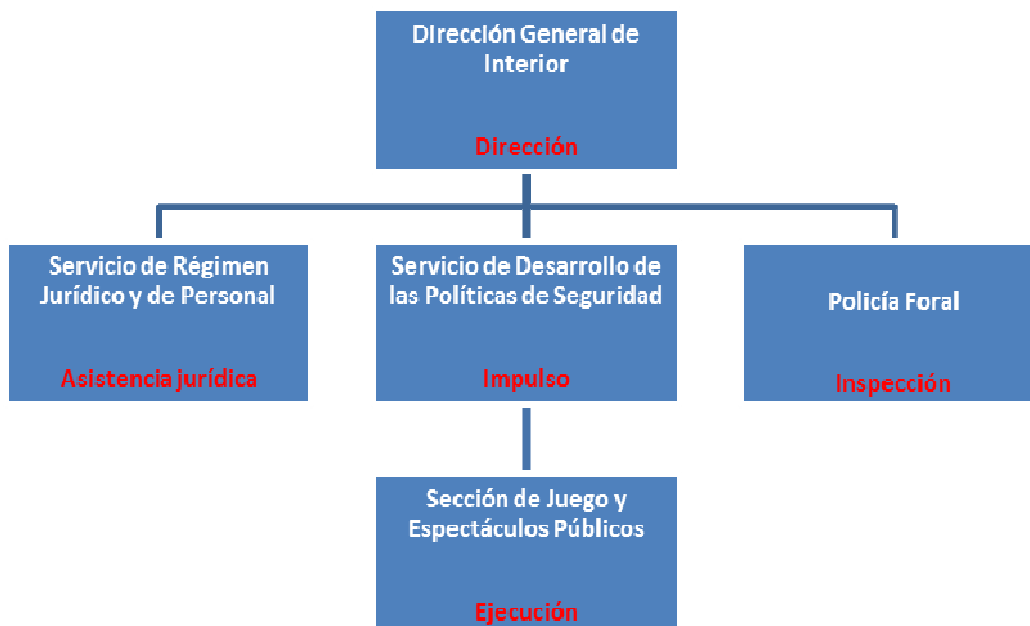 Dirección General de
Interior
Dirección
Servicio de Régimen
Jurídico y de Personal
Asistencia jurídica
Servicio de Desarrollo de
las Políticas de Seguridad
Impulso
Policía Foral
Inspección
Sección de Juego y
Espectáculos Públicos
Ejecución